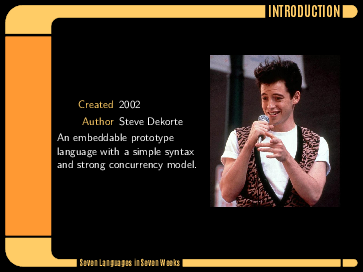 INTRODUCTION
Created 2002
Author Steve Dekorte
An embeddable prototype
language with a simple syntax
and strong concurrency model.
Seven Languages in Seven Weeks